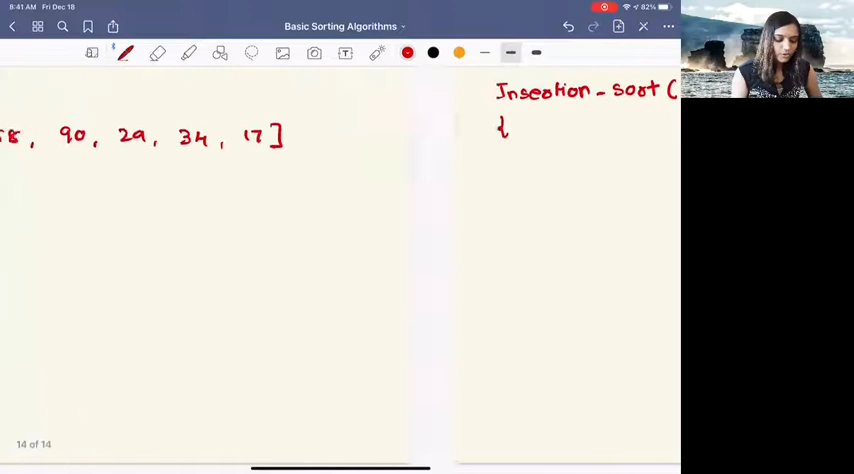 8:41 AM Fri Dec 18
82%
Basic Sorting Algorithms
T
, 90, 29, 34, 17]
Insertion-sort (
{
14 of 14